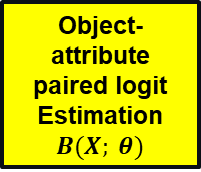 Object-
attribute
paired logit
Estimation
B(X; θ)